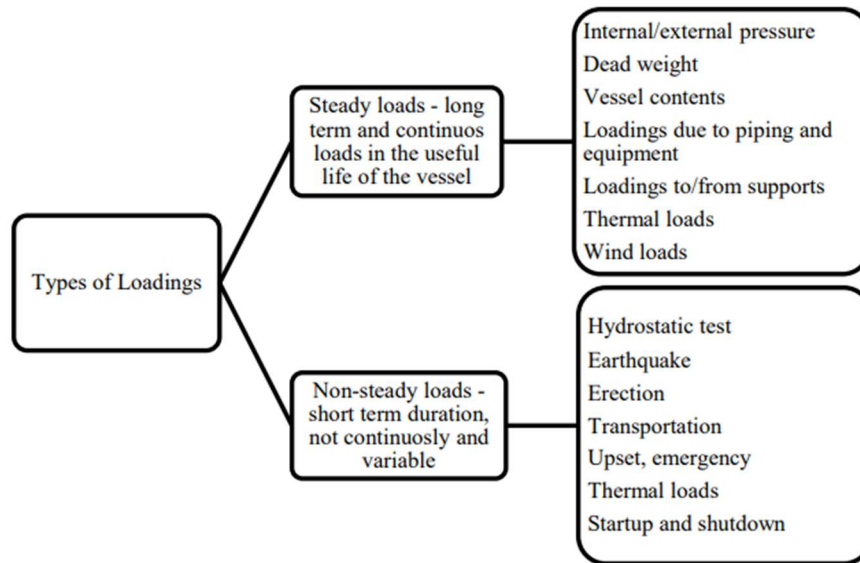 Types of Loadings
Steady loads - long
term and continuos
loads in the useful
life of the vessel
Internal/external pressure
Dead weight
Vessel contents
Loadings due to piping and
equipment
Loadings to/from supports
Thermal loads
Wind loads
Non-steady loads -
short term duration,
not continuosly and
variable
Hydrostatic test
Earthquake
Erection
Transportation
Upset, emergency
Thermal loads
Startup and shutdown